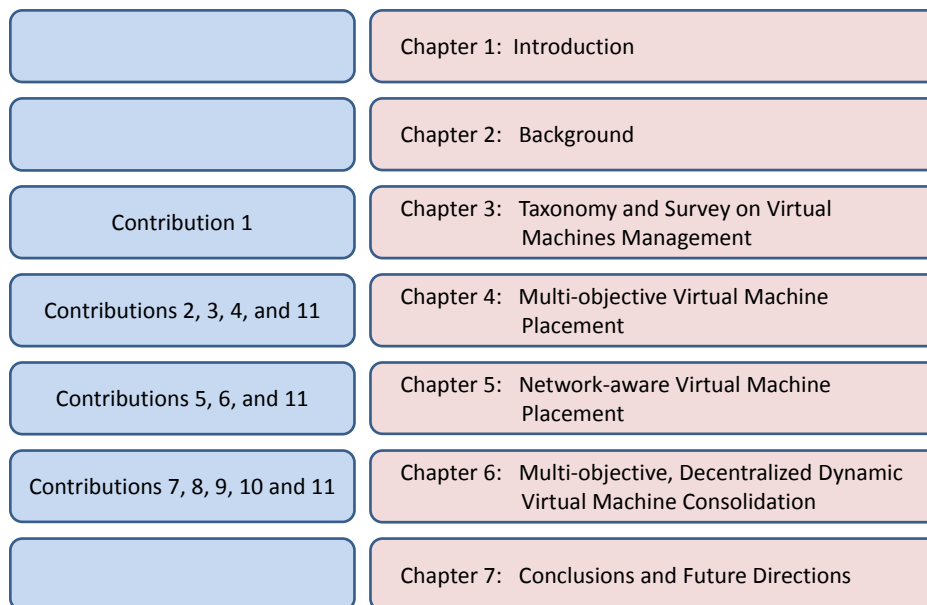 Chapter 1: Introduction
Chapter 2: Background
Contribution 1
Chapter 3: Taxonomy and Survey on Virtual
Machines Management
Contributions 2, 3, 4, and 11
Chapter 4: Multi-objective Virtual Machine
Placement
Contributions 5, 6, and 11
Chapter 5: Network-aware Virtual Machine
Placement
Contributions 7, 8, 9, 10 and 11
Chapter 6: Multi-objective, Decentralized Dynamic
Virtual Machine Consolidation
Chapter 7: Conclusions and Future Directions